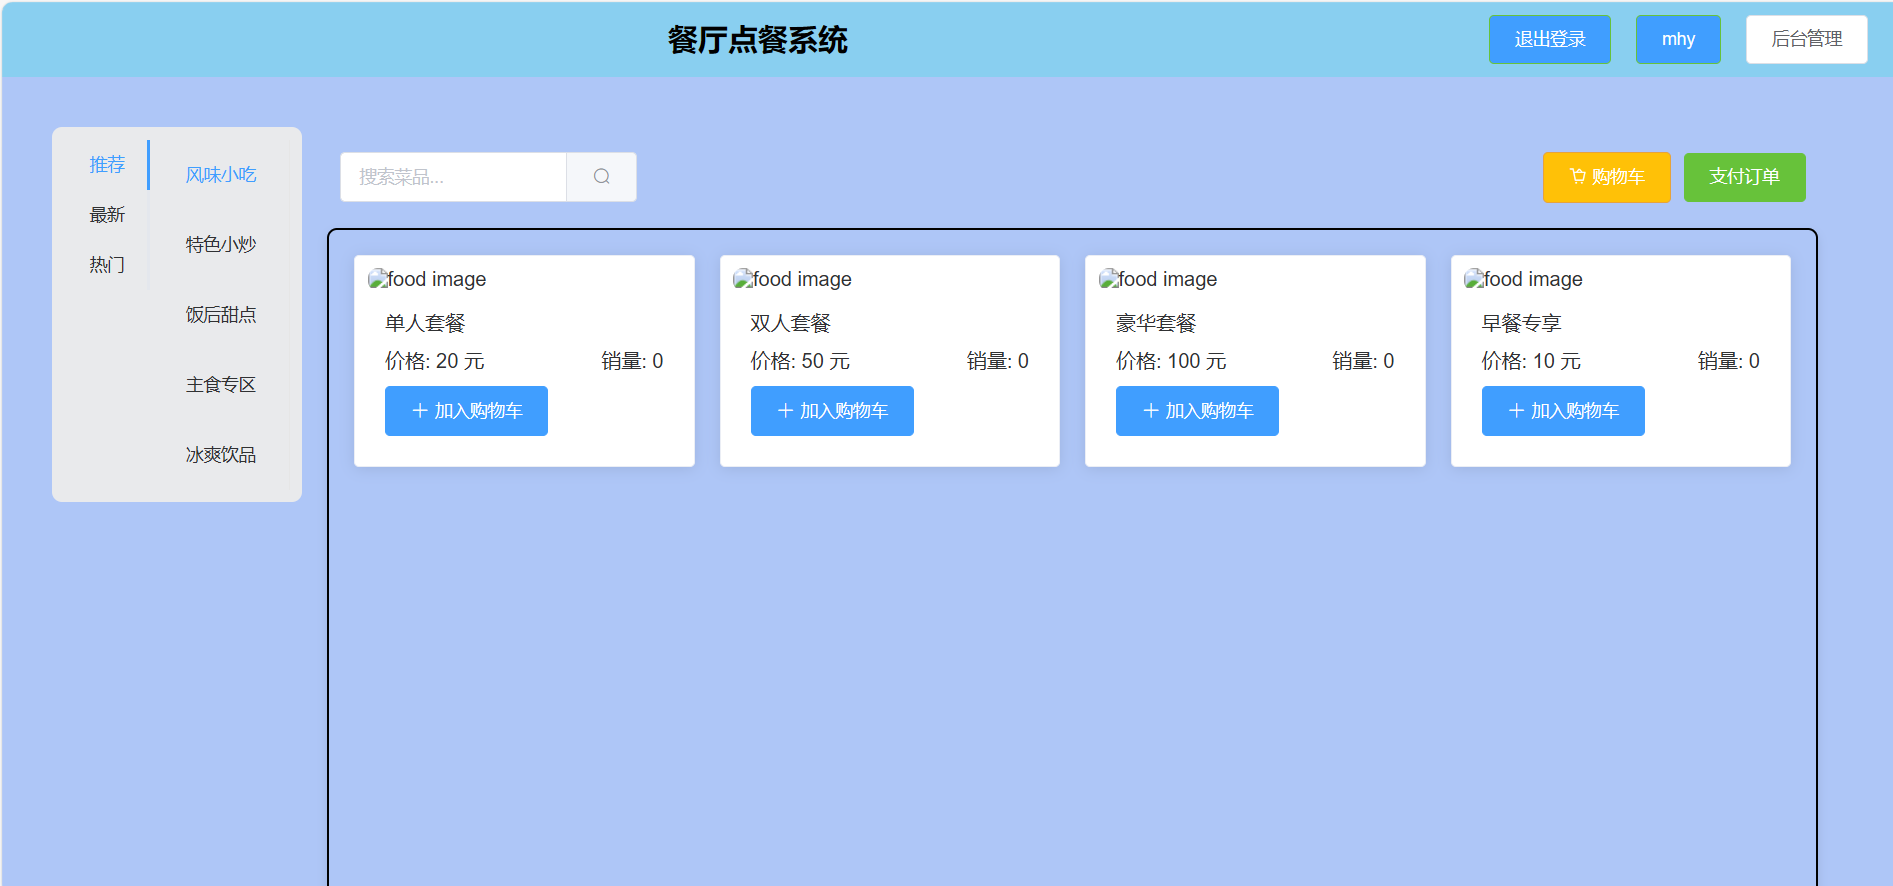 餐厅点餐系统
退出登录
mhy
后台管理
推荐
最新
热门
风味小吃
特色小炒
饭后甜点
主食专区
冰爽饮品
搜索菜品...
购物车
支付订单
food image
单人套餐
价格: 20 元 销量: 0
加入购物车
food image
双人套餐
价格: 50 元 销量: 0
加入购物车
food image
豪华套餐
价格: 100 元 销量: 0
加入购物车
food image
早餐专享
价格: 10 元 销量: 0
加入购物车